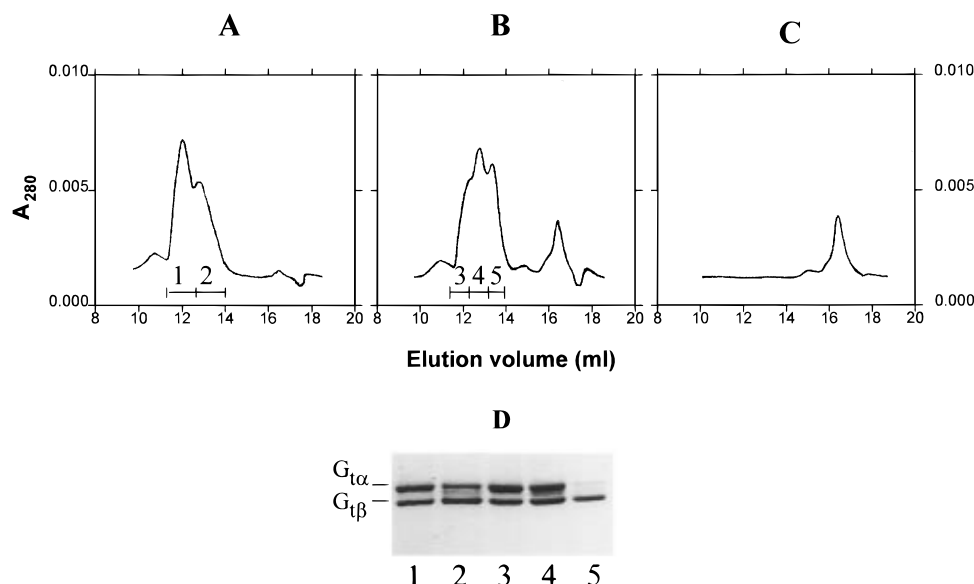 A B C
0.010 0.010
A280
0.005 0.005
1 2 3 4 5
0.000 0.000
8 10 12 14 16 18 20 8 10 12 14 16 18 20 8 10 12 14 16 18 20
Elution volume (ml)
D
Gtα
Gtβ
1 2 3 4 5